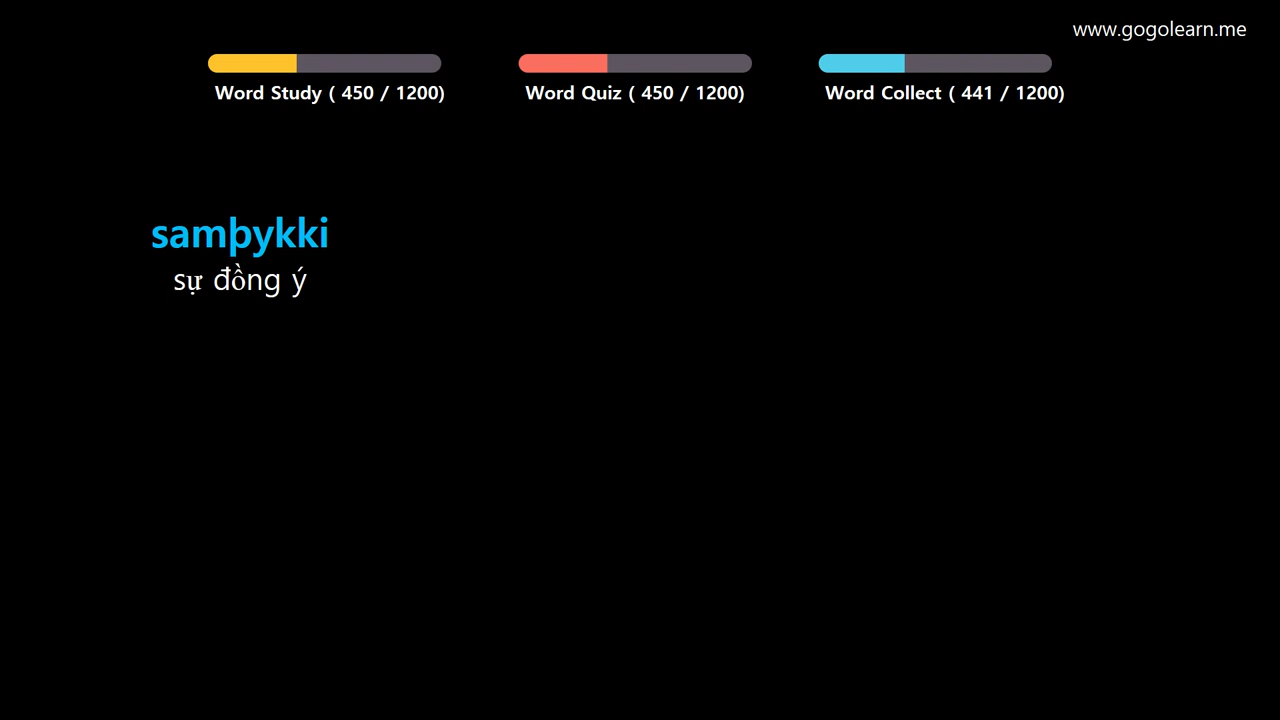 www.gogolearn.me
Word Study ( 450 / 1200)
Word Quiz ( 450 / 1200)
Word Collect ( 441 / 1200)
samþykki
sự đồng ý